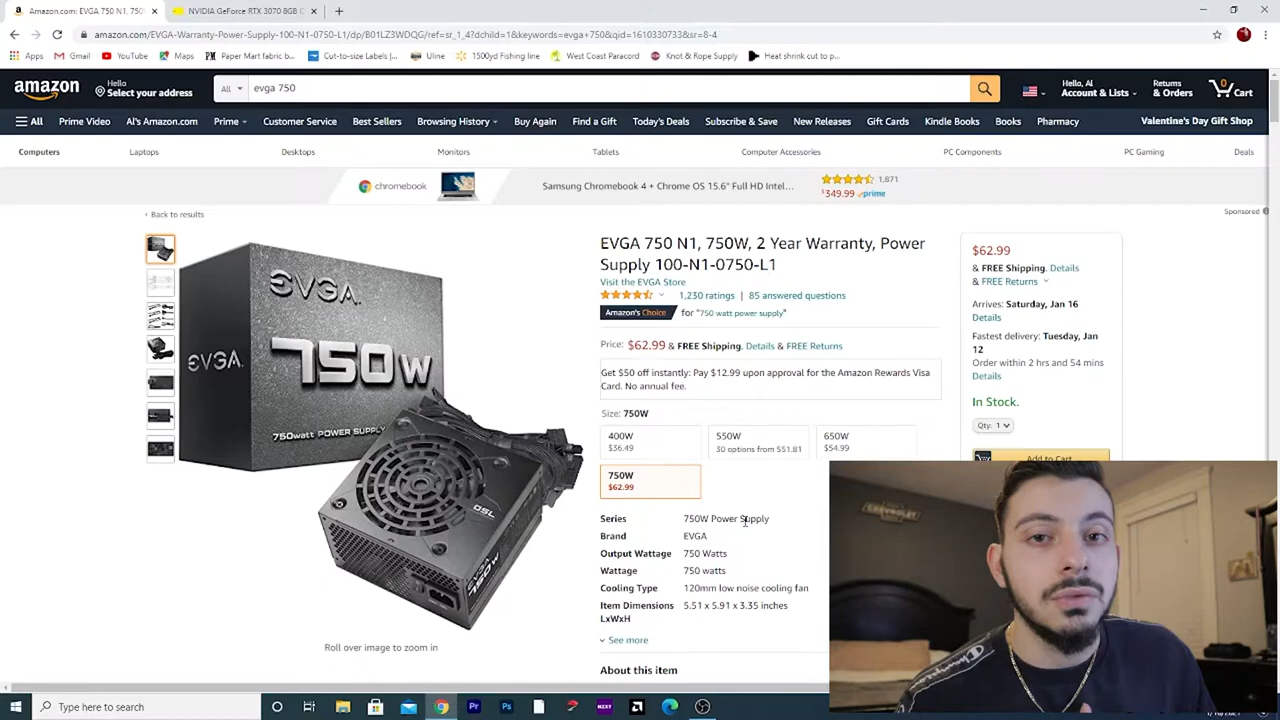 Amazon.com: EVGA 750 N1, 750W,
NVIDIA GeForce RTX 3070 8GB
amazon.com/EVGA-Warranty-Power-Supply-100-N1-0750-L1/dp/B01LZ3WDQG/ref=sr_1_4?dchild=1&keywords=evga+750&qid=1610330733&sr=8-4
Gmail YouTube Maps Paper Mart fabric b... Cut-to-size Labels |... Uline 1500yd Fishing line West Coast Paracord Knot & Rope Supply Heat shrink cut to p...
amazon
Hello
Select your address
All
evga 750
Hello, Al
Account & Lists
Returns
& Orders
0
Cart
All Prime Video Al's Amazon.com Prime Customer Service Best Sellers Browsing History Buy Again Find a Gift Today's Deals Subscribe & Save New Releases Gift Cards Kindle Books Books Pharmacy Valentine's Day Gift Shop
Computers Laptops Desktops Monitors Tablets Computer Accessories PC Components PC Gaming Deals
chromebook
Samsung Chromebook 4 + Chrome OS 15.6" Full HD Intel...
1,871
$349.99 prime
Sponsored
‹ Back to results
EVGA
EVGA
750W
750watt POWER SUPPLY
750W
Roll over image to zoom in
EVGA 750 N1, 750W, 2 Year Warranty, Power
Supply 100-N1-0750-L1
Visit the EVGA Store
1,230 ratings | 85 answered questions
Amazon's Choice for "750 watt power supply"
Price: $62.99 & FREE Shipping. Details & FREE Returns
Get $50 off instantly: Pay $12.99 upon approval for the Amazon Rewards Visa
Card. No annual fee.
Size: 750W
400W
$36.49
550W
30 options from $51.81
650W
$54.99
750W
$62.99
Series 750W Power Supply
Brand EVGA
Output Wattage 750 Watts
Wattage 750 watts
Cooling Type 120mm low noise cooling fan
Item Dimensions 5.51 x 5.91 x 3.35 inches
LxWxH
See more
About this item
$62.99
& FREE Shipping. Details
& FREE Returns
Arrives: Saturday, Jan 16
Details
Fastest delivery: Tuesday, Jan
12
Order within 2 hrs and 54 mins
Details
In Stock.
Qty: 1
Add to Cart
Type here to search
Pr
Ps
NZXT